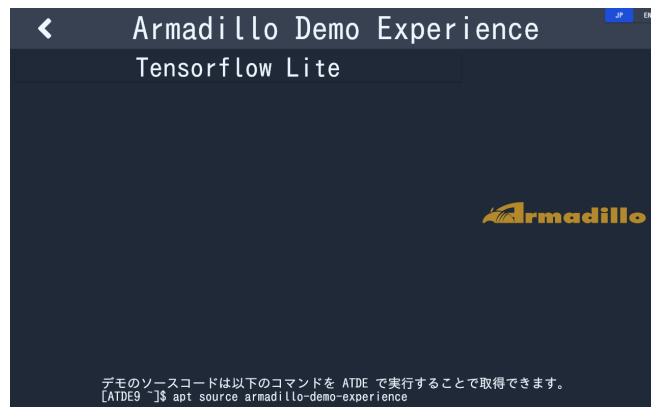 Armadillo Demo Experience
JP EN
Tensorflow Lite
Armadillo
デモのソースコードは以下のコマンドを ATDE で実行することで取得できます。
[ATDE9 ~]$ apt source armadillo-demo-experience